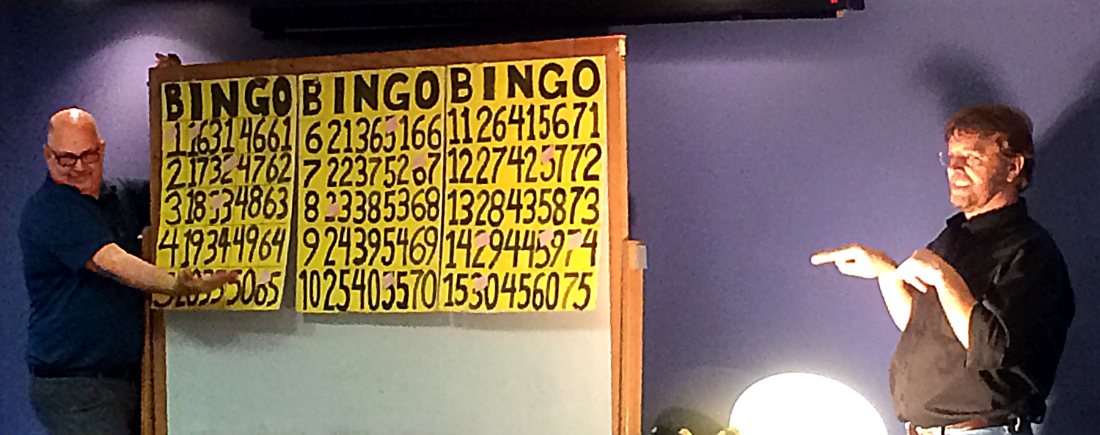 BINGO
1 16 31 46 61
2 17 32 47 62
3 18 33 48 63
4 19 34 49 64
5 20 35 50 65
BINGO
6 21 36 51 66
7 22 37 52 67
8 23 38 53 68
9 24 39 54 69
10 25 40 55 70
BINGO
11 26 41 56 71
12 27 42 57 72
13 28 43 58 73
14 29 44 59 74
15 30 45 60 75